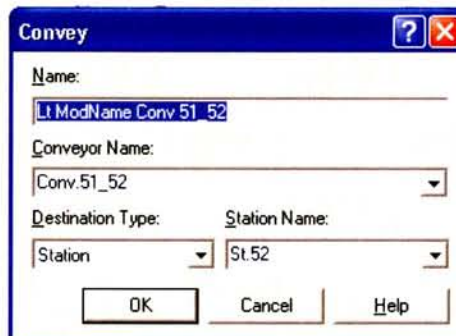 Convey
Name:
Lt ModName Conv 51_52
Conveyor Name:
Conv.51_52
Destination Type: Station Name:
Station St.52
OK Cancel Help